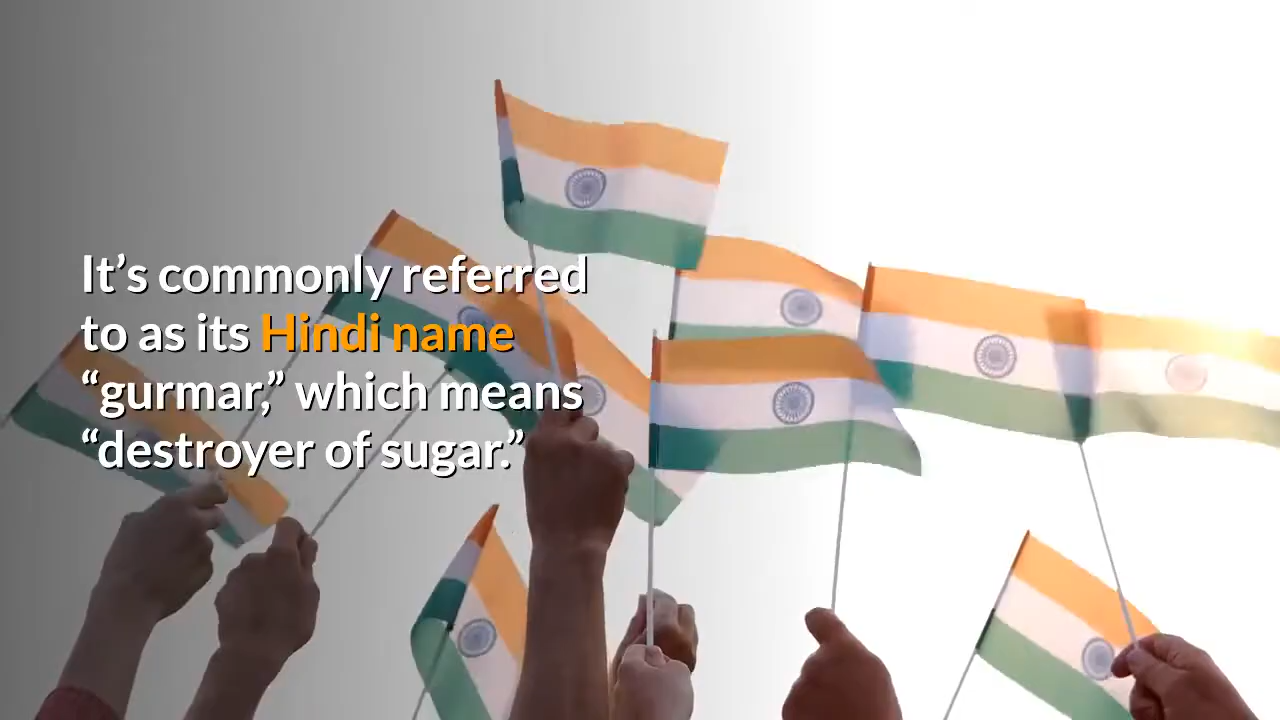 It’s commonly referred
to as its Hindi name
“gurmar,” which means
“destroyer of sugar.”